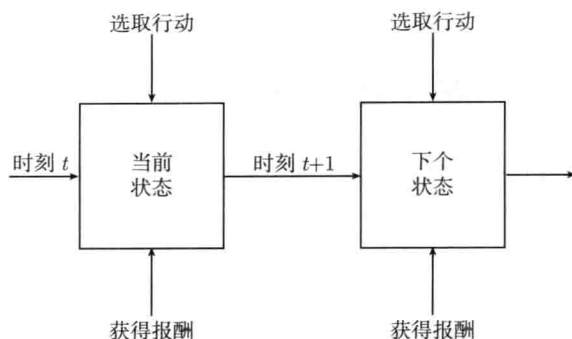 选取行动
选取行动
时刻 t
当前
状态
时刻 t+1
下个
状态
获得报酬
获得报酬